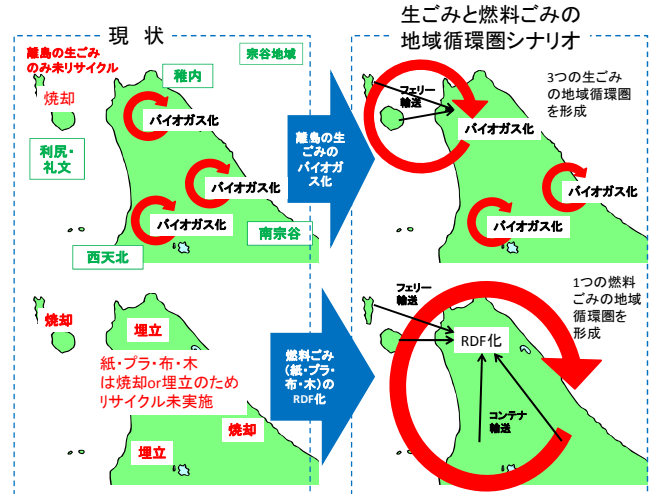 現 状
生ごみと燃料ごみの
地域循環圏シナリオ
離島の生ごみ
のみ未リサイクル
焼却
宗谷地域
稚内
バイオガス化
利尻・
礼文
バイオガス化
バイオガス化
南宗谷
西天北
離島の生
ごみの
バイオガ
ス化
フェリー
輸送
バイオガス化
3つの生ごみ
の地域循環圏
を形成
バイオガス化
バイオガス化
焼却
埋立
紙・プラ・布・木
は焼却or埋立のため
リサイクル未実施
焼却
埋立
燃料ごみ
(紙・プラ・
布・木)の
RDF化
フェリー
輸送
RDF化
1つの燃料
ごみの地域
循環圏を
形成
コンテナ
輸送